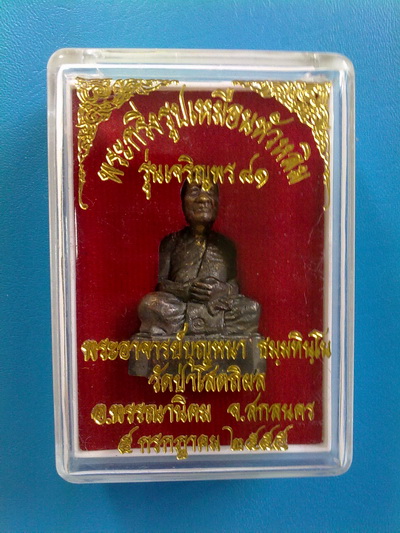 พระกริ่งรูปเหมือนหัวหลิม
รุ่นเจริญพร ๘๑
พระอาจารย์บุญหนา ธมฺมทินฺโน
วัดป่าโสตถิผล
อ.พรรณานิคม จ.สกลนคร
๕ กรกฎาคม ๒๕๕๕